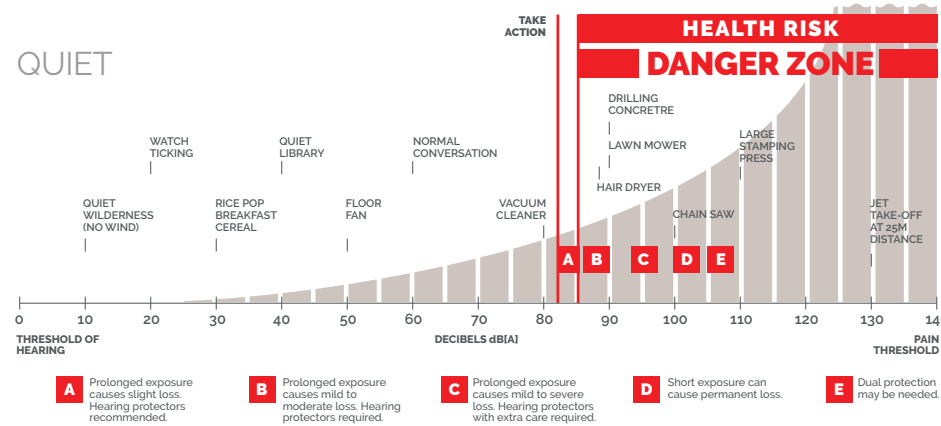 TAKE
ACTION
HEALTH RISK
QUIET
DANGER ZONE
DRILLING
CONCRETRE
WATCH
TICKING
QUIET
LIBRARY
NORMAL
CONVERSATION
LAWN MOWER
LARGE
STAMPING
PRESS
HAIR DRYER
QUIET
WILDERNESS
(NO WIND)
RICE POP
BREAKFAST
CEREAL
FLOOR
FAN
VACUUM
CLEANER
CHAIN SAW
JET
TAKE-OFF
AT 25M
DISTANCE
A B C D E
0 10 20 30 40 50 60 70 80 90 100 110 120 130 14
THRESHOLD OF
HEARING
DECIBELS dB[A]
PAIN
THRESHOLD
A
Prolonged exposure
causes slight loss.
Hearing protectors
recommended.
B
Prolonged exposure
causes mild to
moderate loss. Hearing
protectors required.
C
Prolonged exposure
causes mild to severe
loss. Hearing protectors
with extra care required.
D
Short exposure can
cause permanent loss.
E
Dual protection
may be needed.